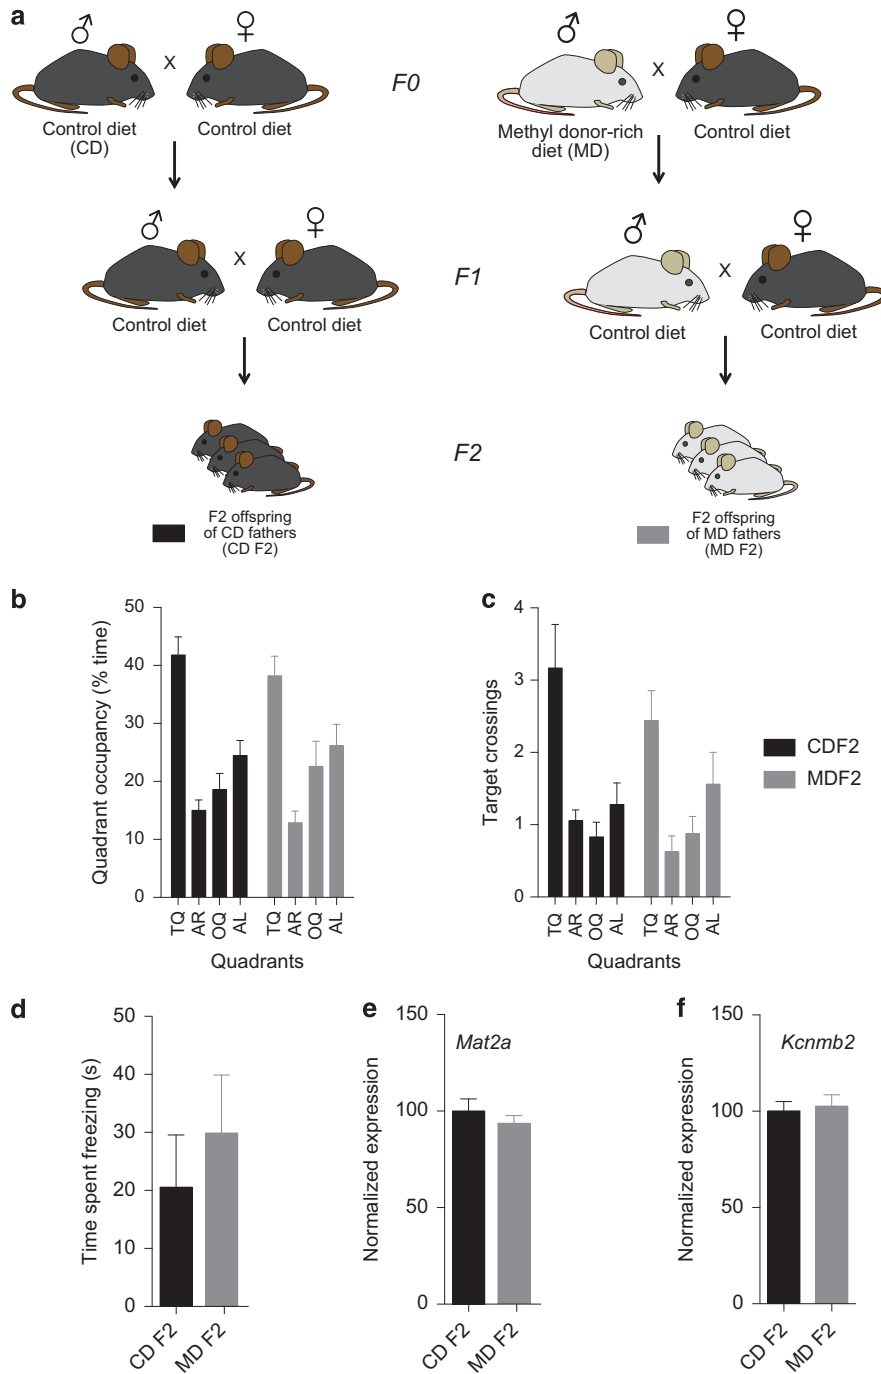 a
♂ ♀ ♂ ♀
X F0 X
Control diet Control diet Methyl donor-rich Control diet
(CD) diet (MD)
♂ ♀ ♂ ♀
X F1 X
Control diet Control diet Control diet Control diet
F2
F2 offspring
of CD fathers
(CD F2)
F2 offspring
of MD fathers
(MD F2)
b
Quadrant occupancy (% time)
50
40
30
20
10
0
TQ AR OQ AL TQ AR OQ AL
Quadrants
c
Target crossings
4
3
2
1
0
TQ AR OQ AL TQ AR OQ AL
Quadrants
CDF2
MDF2
d
Time spent freezing (s)
50
40
30
20
10
0
CD F2 MD F2
e
Mat2a
Normalized expression
150
100
50
0
CD F2 MD F2
f
Kcnmb2
Normalized expression
150
100
50
0
CD F2 MD F2